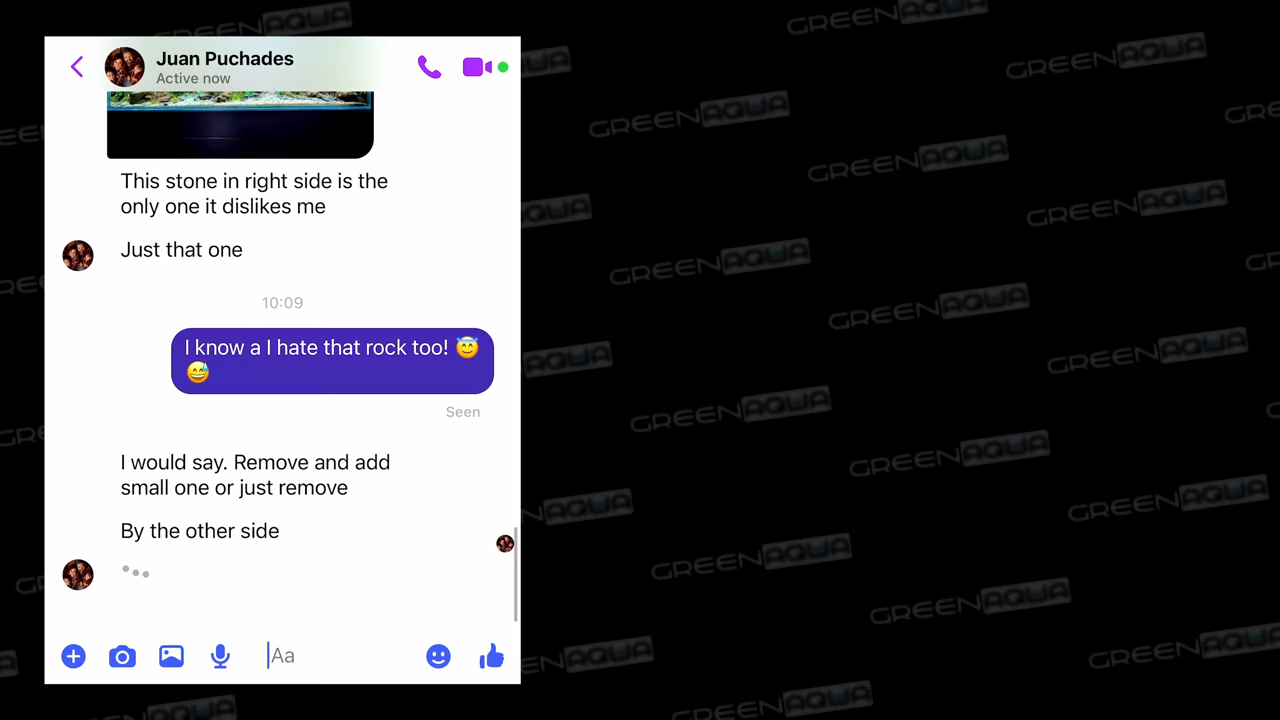 Juan Puchades
Active now
This stone in right side is the
only one it dislikes me
Just that one
10:09
I know a I hate that rock too! 😇
😅
Seen
I would say. Remove and add
small one or just remove
By the other side
Aa
GREENAQUA